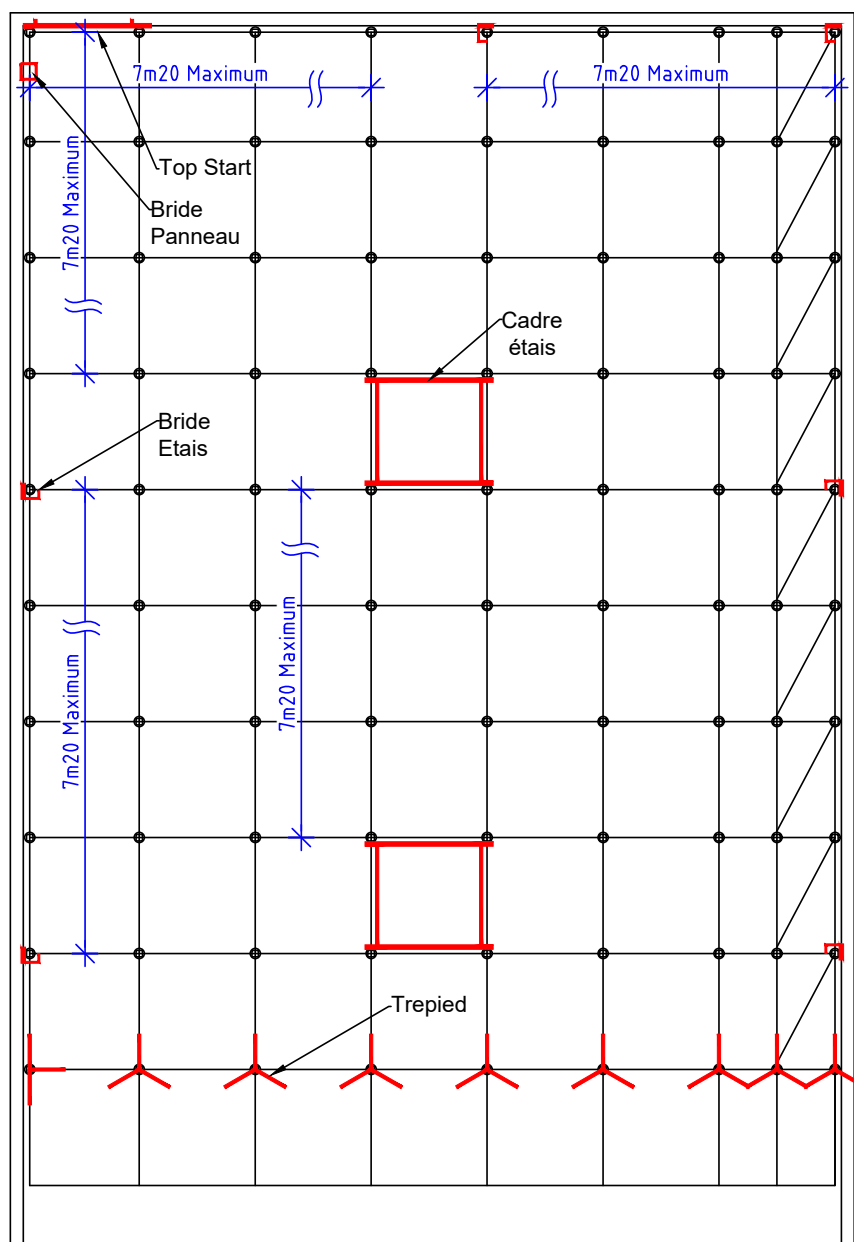 7m20 Maximum
7m20 Maximum
Top Start
Bride
Panneau
7m20 Maximum
Cadre
étais
Bride
Etais
7m20 Maximum
7m20 Maximum
Trepied